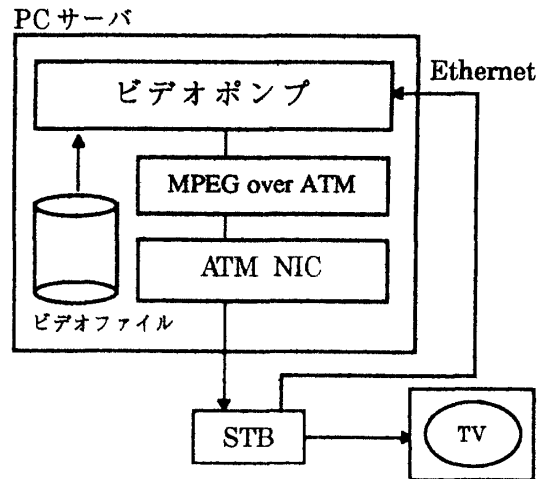 PCサーバ
Ethernet
ビデオポンプ
MPEG over ATM
ATM NIC
ビデオファイル
STB
TV